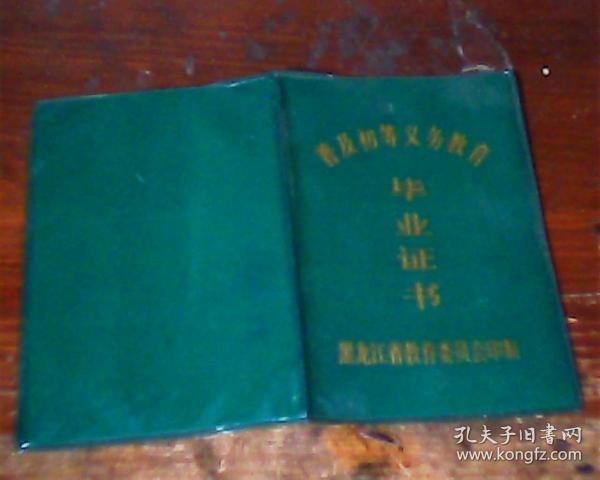 普及初等义务教育
毕业证书
黑龙江省教育委员会印制
孔夫子旧书网
www.kongfz.com